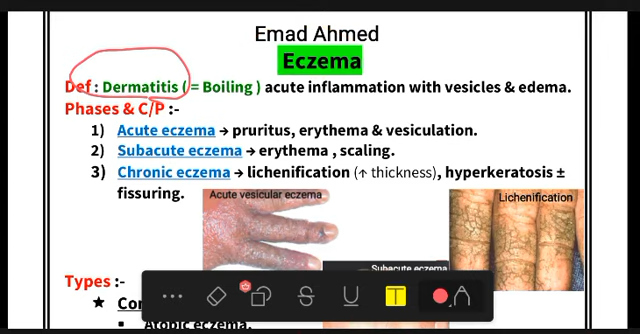 Emad Ahmed
Eczema
Def : Dermatitis ( = Boiling ) acute inflammation with vesicles & edema.
Phases & C/P :-
1) Acute eczema → pruritus, erythema & vesiculation.
2) Subacute eczema → erythema , scaling.
3) Chronic eczema → lichenification (↑ thickness), hyperkeratosis ±
fissuring.
Acute vesicular eczema
Lichenification
Subacute eczema
Types :-
★ Con
▪ Atopic eczema.